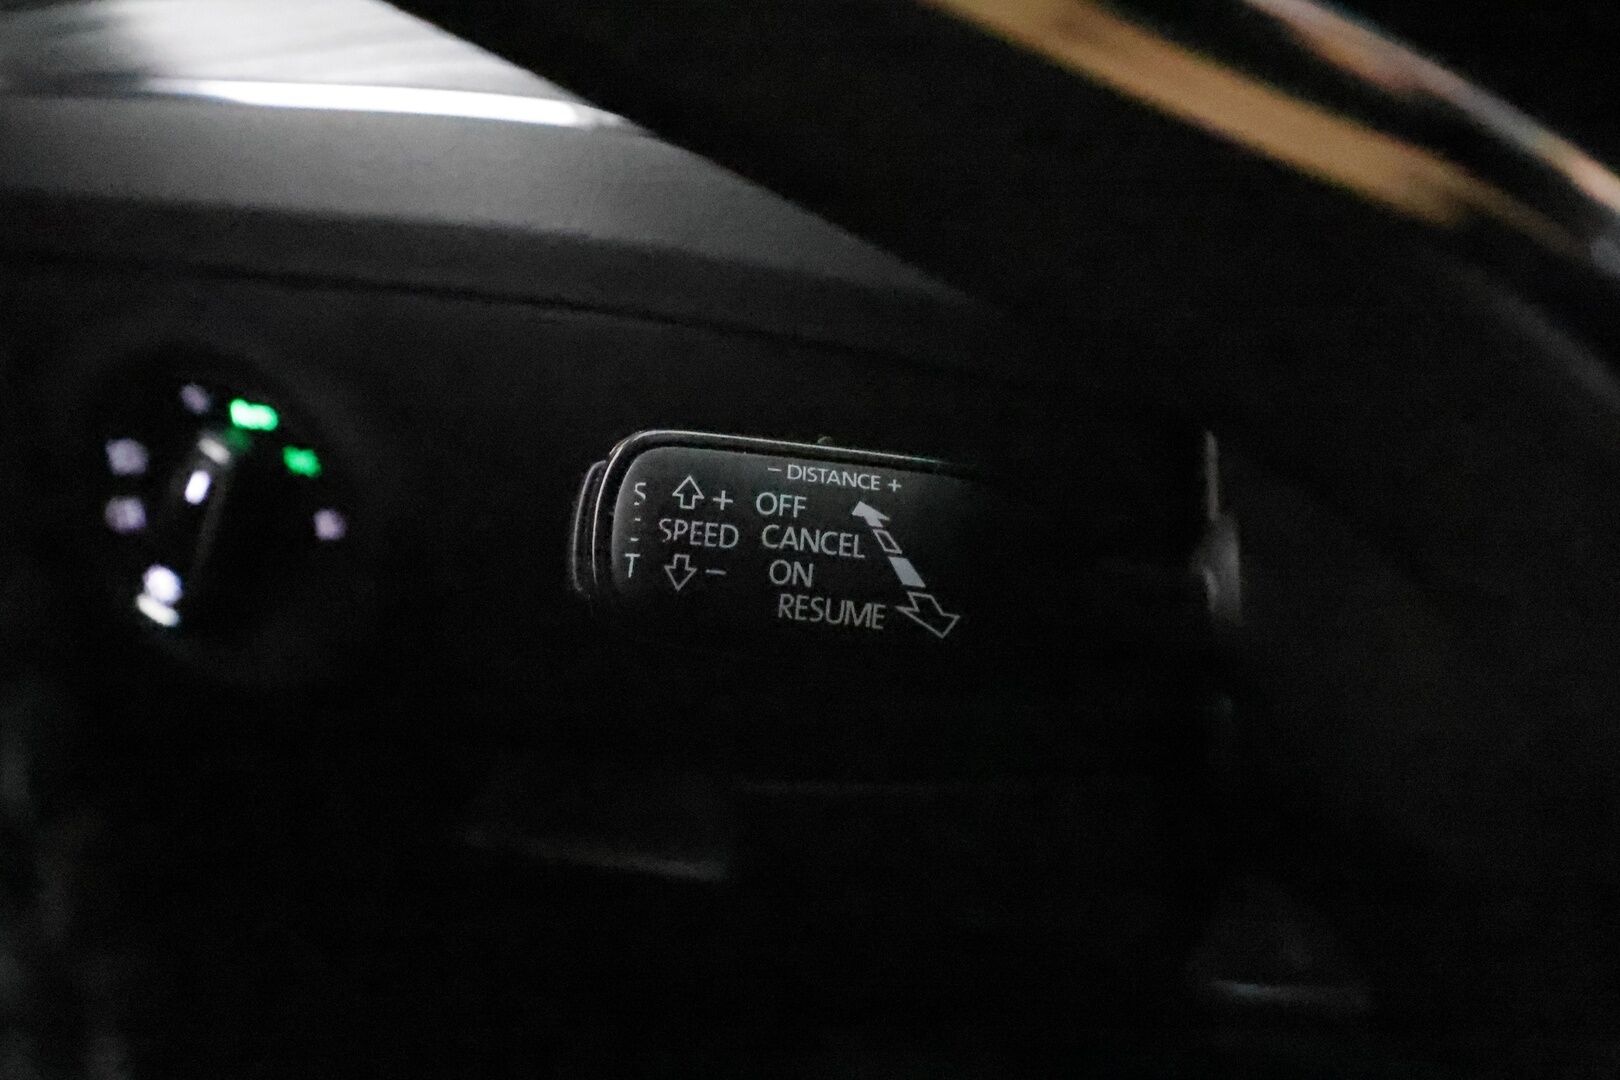 - DISTANCE +
+ OFF
SPEED CANCEL
- ON
RESUME